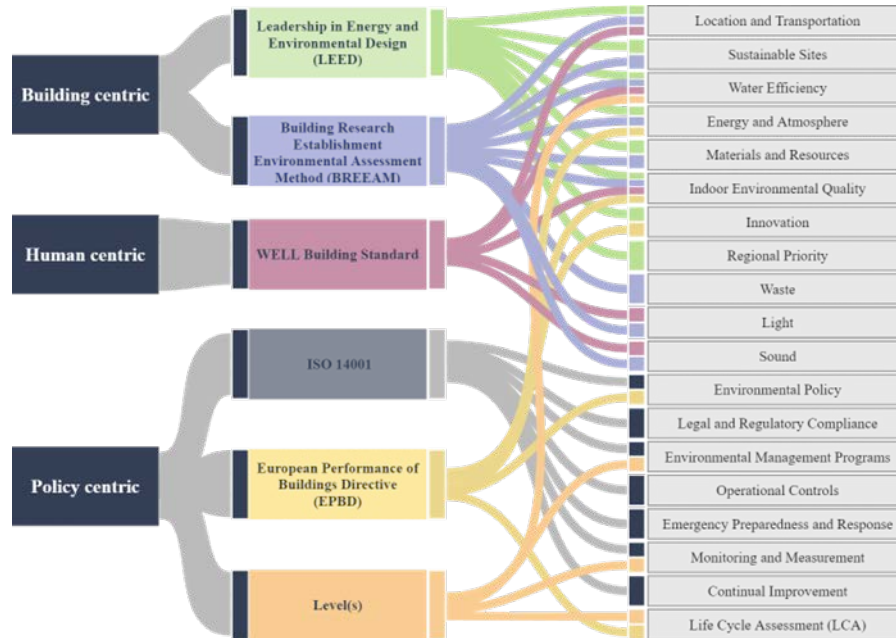 Building centric
Human centric
Policy centric
Leadership in Energy and
Environmental Design
(LEED)
Building Research
Establishment
Environmental Assessment
Method (BREEAM)
WELL Building Standard
ISO 14001
European Performance of
Buildings Directive
(EPBD)
Level(s)
Location and Transportation
Sustainable Sites
Water Efficiency
Energy and Atmosphere
Materials and Resources
Indoor Environmental Quality
Innovation
Regional Priority
Waste
Light
Sound
Environmental Policy
Legal and Regulatory Compliance
Environmental Management Programs
Operational Controls
Emergency Preparedness and Response
Monitoring and Measurement
Continual Improvement
Life Cycle Assessment (LCA)